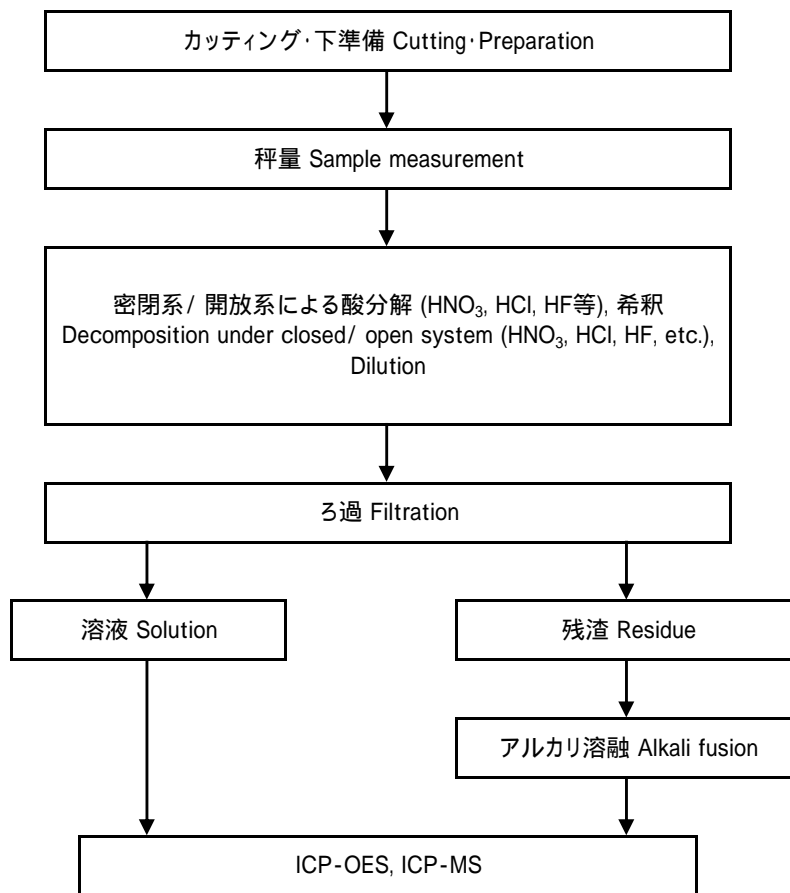 カッティング・下準備 Cutting・Preparation
秤量 Sample measurement
密閉系/ 開放系による酸分解 (HNO₃, HCl, HF等), 希釈
Decomposition under closed/ open system (HNO₃, HCl, HF, etc.),
Dilution
ろ過 Filtration
溶液 Solution
残渣 Residue
アルカリ溶融 Alkali fusion
ICP-OES, ICP-MS